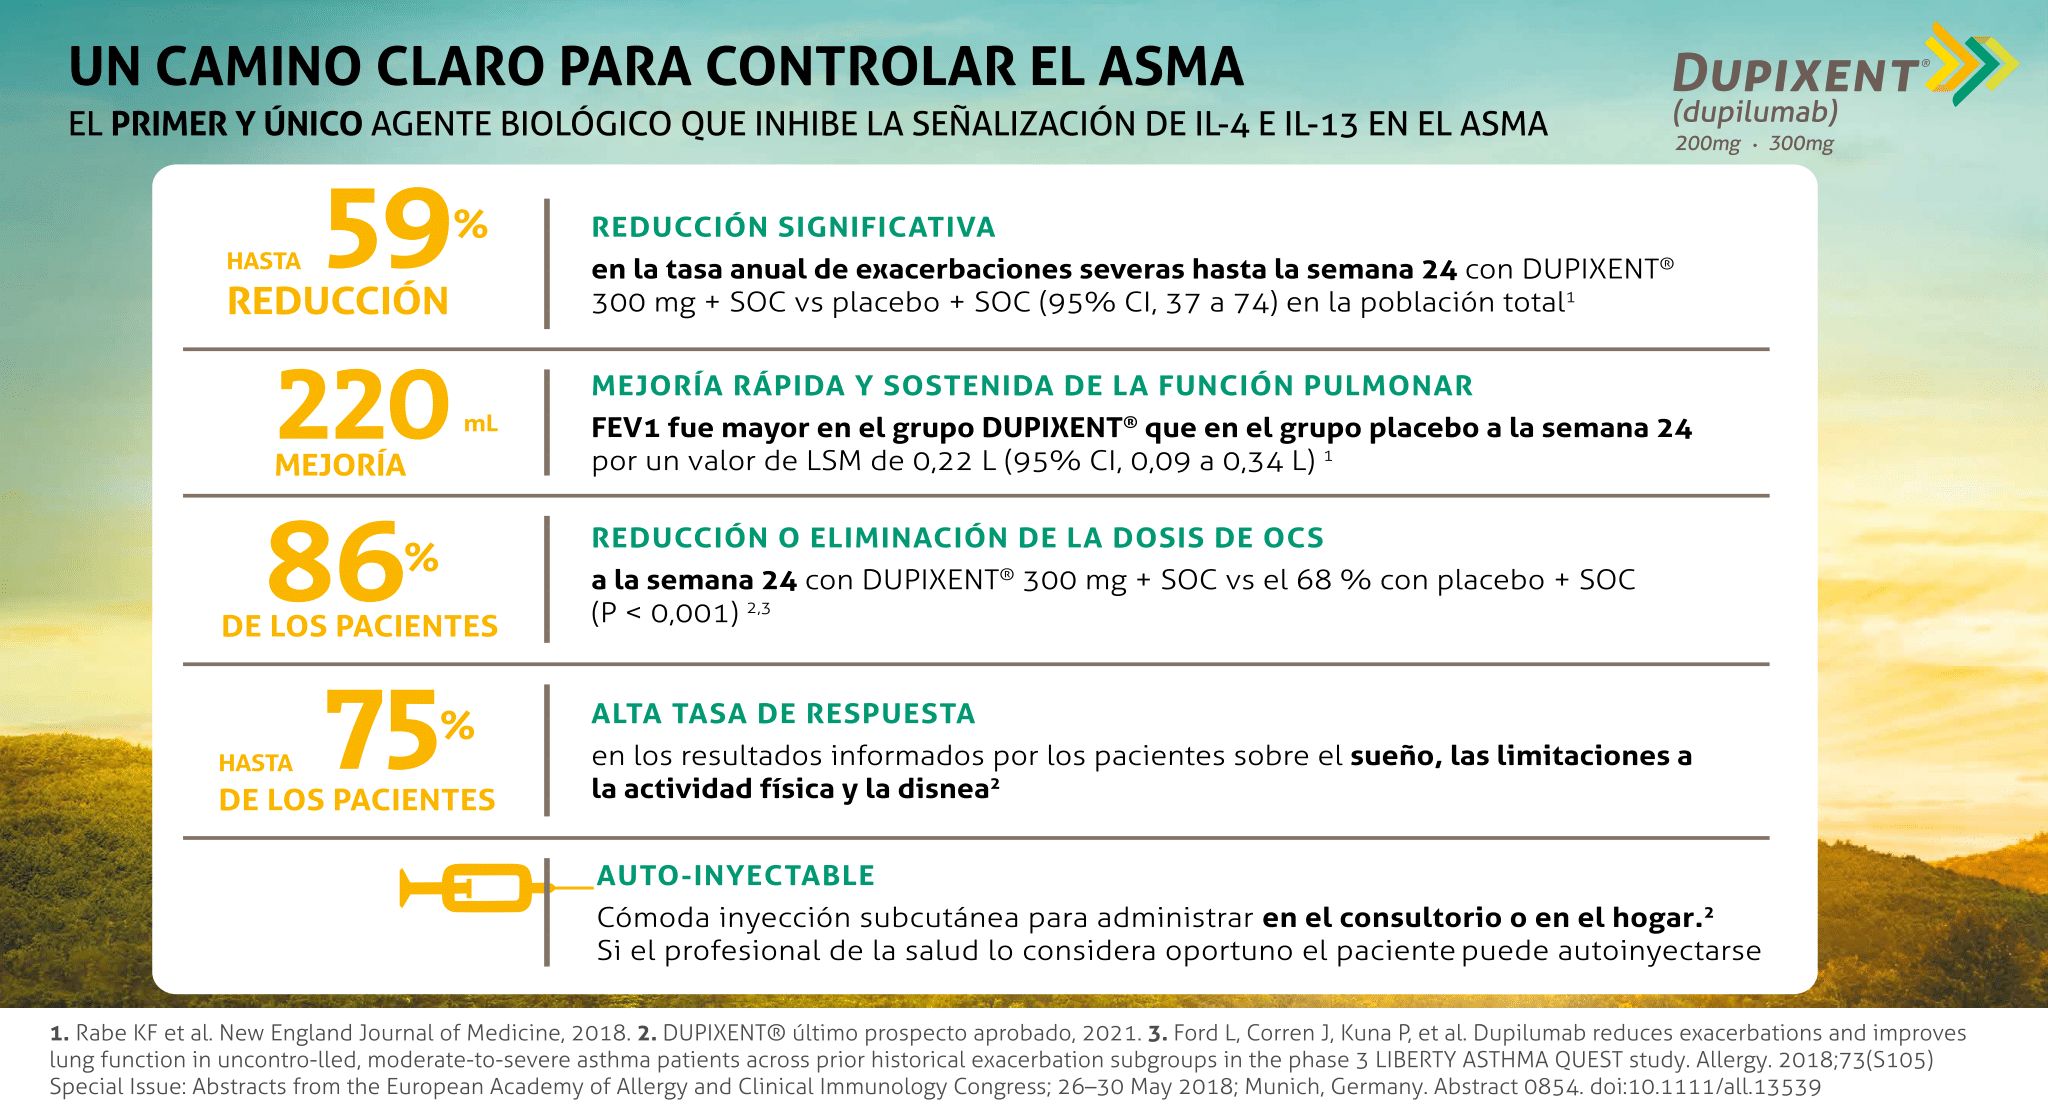 UN CAMINO CLARO PARA CONTROLAR EL ASMA
EL PRIMER Y ÚNICO AGENTE BIOLÓGICO QUE INHIBE LA SEÑALIZACIÓN DE IL-4 E IL-13 EN EL ASMA
DUPIXENT®
(dupilumab)
200mg · 300mg
HASTA 59%
REDUCCIÓN
REDUCCIÓN SIGNIFICATIVA
en la tasa anual de exacerbaciones severas hasta la semana 24 con DUPIXENT®
300 mg + SOC vs placebo + SOC (95% CI, 37 a 74) en la población total¹
220 mL
MEJORÍA
MEJORÍA RÁPIDA Y SOSTENIDA DE LA FUNCIÓN PULMONAR
FEV1 fue mayor en el grupo DUPIXENT® que en el grupo placebo a la semana 24
por un valor de LSM de 0,22 L (95% CI, 0,09 a 0,34 L) ¹
86%
DE LOS PACIENTES
REDUCCIÓN O ELIMINACIÓN DE LA DOSIS DE OCS
a la semana 24 con DUPIXENT® 300 mg + SOC vs el 68 % con placebo + SOC
(P < 0,001) ²,³
HASTA 75%
DE LOS PACIENTES
ALTA TASA DE RESPUESTA
en los resultados informados por los pacientes sobre el sueño, las limitaciones a
la actividad física y la disnea²
AUTO-INYECTABLE
Cómoda inyección subcutánea para administrar en el consultorio o en el hogar.²
Si el profesional de la salud lo considera oportuno el paciente puede autoinyectarse
1. Rabe KF et al. New England Journal of Medicine, 2018. 2. DUPIXENT® último prospecto aprobado, 2021. 3. Ford L, Corren J, Kuna P, et al. Dupilumab reduces exacerbations and improves
lung function in uncontro-lled, moderate-to-severe asthma patients across prior historical exacerbation subgroups in the phase 3 LIBERTY ASTHMA QUEST study. Allergy. 2018;73(S105)
Special Issue: Abstracts from the European Academy of Allergy and Clinical Immunology Congress; 26–30 May 2018; Munich, Germany. Abstract 0854. doi:10.1111/all.13539